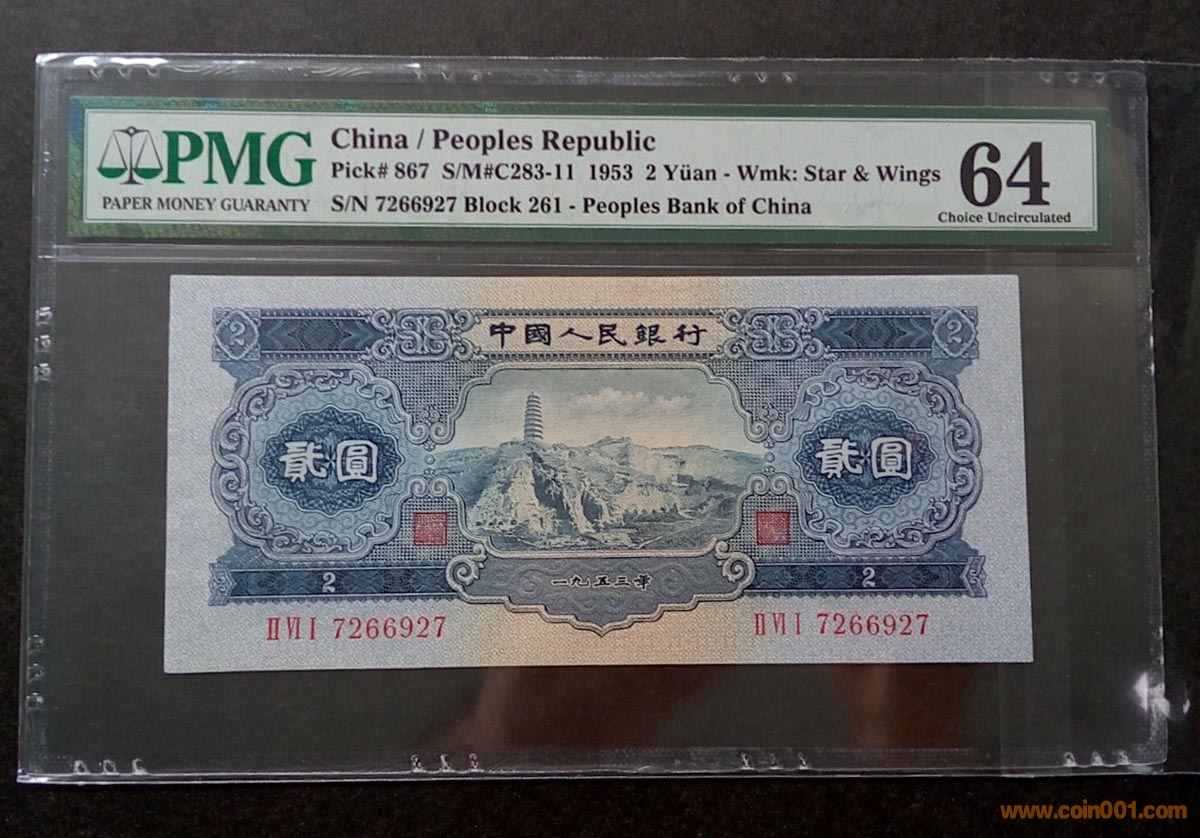 China / Peoples Republic
PMG
Pick# 867 S/M#C283-11 1953 2 Yüan - Wmk: Star & Wings
64
PAPER MONEY GUARANTY
S/N 7266927 Block 261 - Peoples Bank of China
Choice Uncirculated
2 中國人民銀行 2
貳圓 貳圓
2 一九五三年 2
II VI I 7266927 II VI I 7266927
www.coin001.com